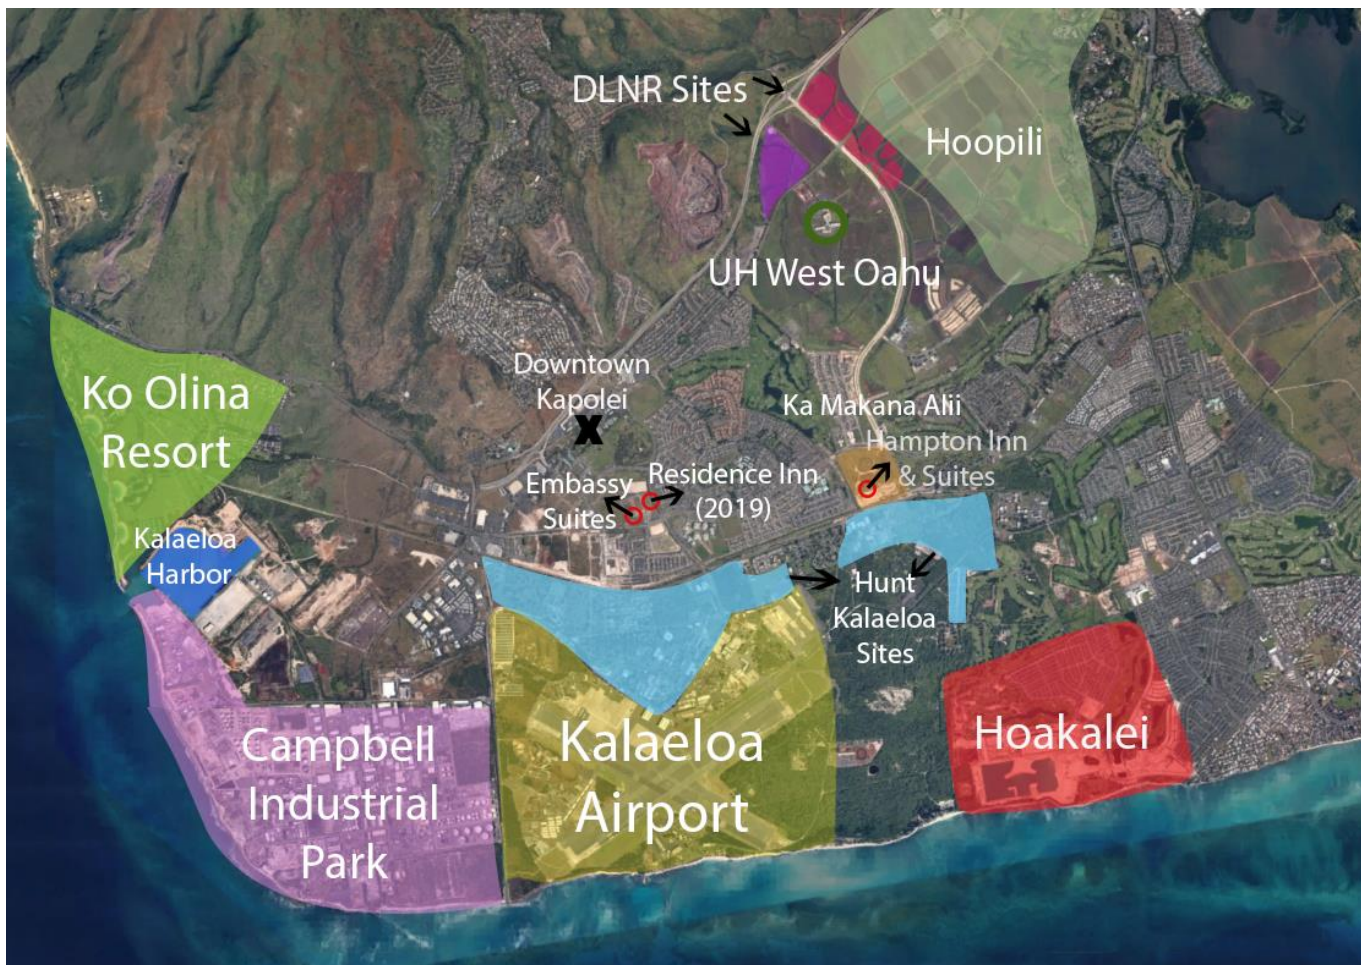 DLNR Sites
Hoopili
UH West Oahu
Downtown
Kapolei
X
Ko Olina
Resort
Ka Makana Alii
Hampton Inn
& Suites
Residence Inn
(2019)
Embassy
Suites
Kalaeloa
Harbor
Hunt
Kalaeloa
Sites
Hoakalei
Kalaeloa
Airport
Campbell
Industrial
Park